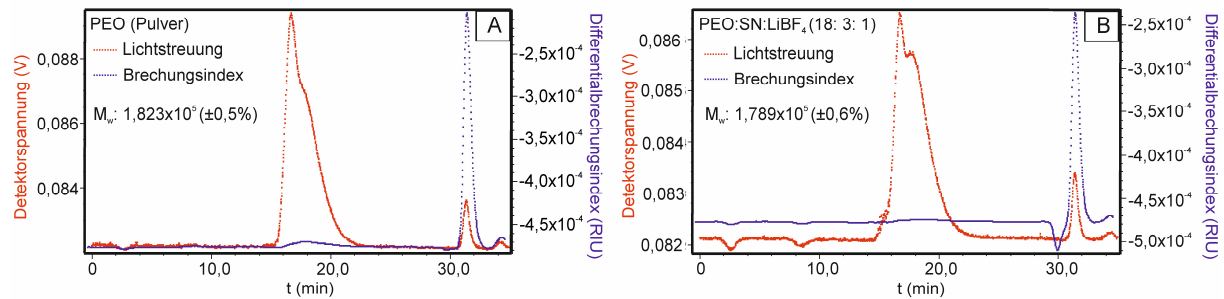 PEO (Pulver)
A
Lichtstreuung
Brechungsindex
M_w: 1,823x10^5 (±0,5%)
Detektorspannung (V)
0,088
0,086
0,084
-2,5x10^-4
-3,0x10^-4
-3,5x10^-4
-4,0x10^-4
-4,5x10^-4
Differentialbrechungsindex (RIU)
0
10,0
20,0
30,0
t (min)
PEO:SN:LiBF_4 (18: 3: 1)
B
Lichtstreuung
Brechungsindex
M_w: 1,789x10^5 (±0,6%)
Detektorspannung (V)
0,086
0,085
0,084
0,083
0,082
-2,5x10^-4
-3,0x10^-4
-3,5x10^-4
-4,0x10^-4
-4,5x10^-4
-5,0x10^-4
Differentialbrechungsindex (RIU)
0
10,0
20,0
30,0
t (min)